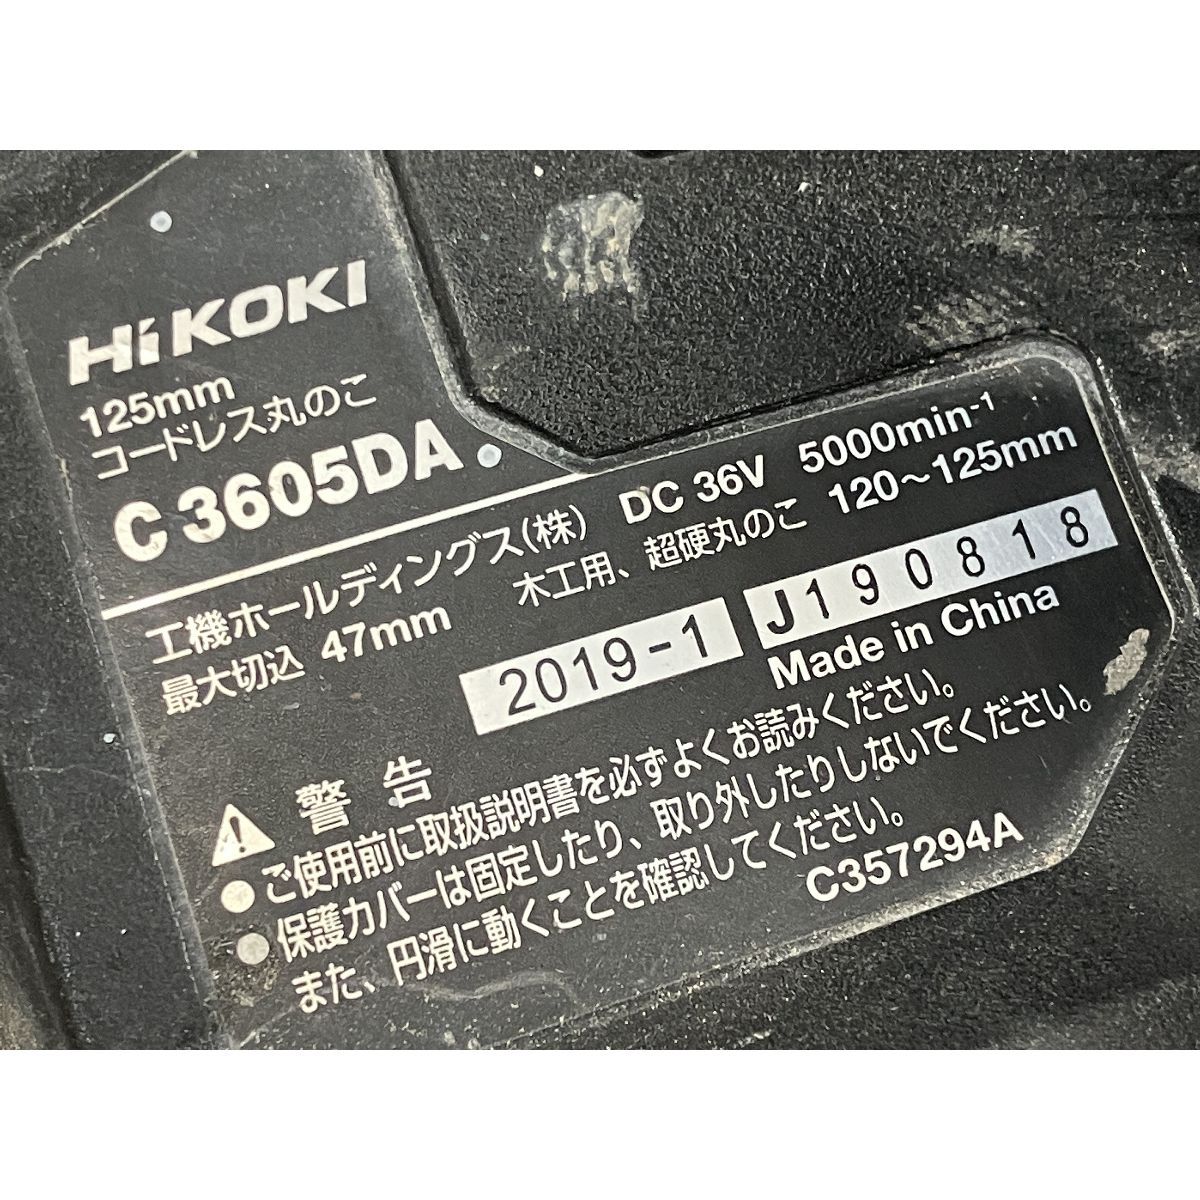 HiKOKI
125mm
コードレス丸のこ
C 3605DA
工機ホールディングス(株) DC 36V 5000min-1
最大切込 47mm 木工用、超硬丸のこ 120～125mm
2019-1 J190818
Made in China
警告
●ご使用前に取扱説明書を必ずよくお読みください。
●保護カバーは固定したり、取り外したりしないでください。
また、円滑に動くことを確認してください。
C357294A